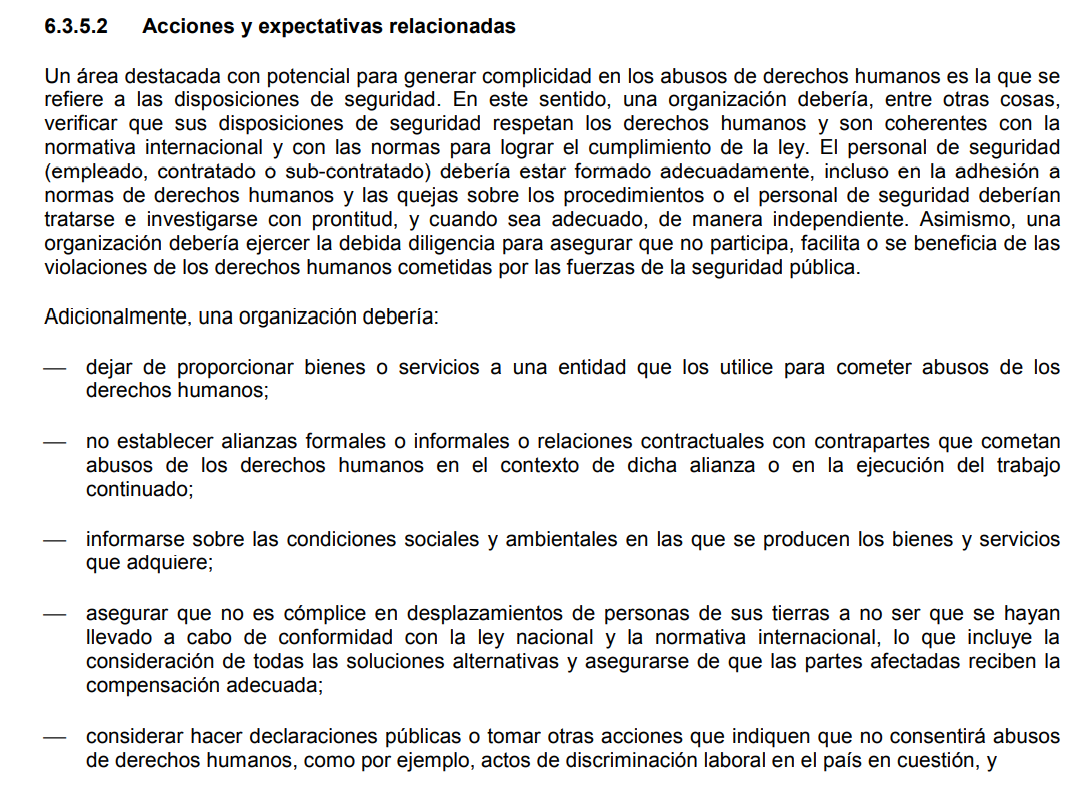 6.3.5.2 Acciones y expectativas relacionadas
Un área destacada con potencial para generar complicidad en los abusos de derechos humanos es la que se
refiere a las disposiciones de seguridad. En este sentido, una organización debería, entre otras cosas,
verificar que sus disposiciones de seguridad respetan los derechos humanos y son coherentes con la
normativa internacional y con las normas para lograr el cumplimiento de la ley. El personal de seguridad
(empleado, contratado o sub-contratado) debería estar formado adecuadamente, incluso en la adhesión a
normas de derechos humanos y las quejas sobre los procedimientos o el personal de seguridad deberían
tratarse e investigarse con prontitud, y cuando sea adecuado, de manera independiente. Asimismo, una
organización debería ejercer la debida diligencia para asegurar que no participa, facilita o se beneficia de las
violaciones de los derechos humanos cometidas por las fuerzas de la seguridad pública.
Adicionalmente, una organización debería:
— dejar de proporcionar bienes o servicios a una entidad que los utilice para cometer abusos de los
derechos humanos;
— no establecer alianzas formales o informales o relaciones contractuales con contrapartes que cometan
abusos de los derechos humanos en el contexto de dicha alianza o en la ejecución del trabajo
continuado;
— informarse sobre las condiciones sociales y ambientales en las que se producen los bienes y servicios
que adquiere;
— asegurar que no es cómplice en desplazamientos de personas de sus tierras a no ser que se hayan
llevado a cabo de conformidad con la ley nacional y la normativa internacional, lo que incluye la
consideración de todas las soluciones alternativas y asegurarse de que las partes afectadas reciben la
compensación adecuada;
— considerar hacer declaraciones públicas o tomar otras acciones que indiquen que no consentirá abusos
de derechos humanos, como por ejemplo, actos de discriminación laboral en el país en cuestión, y